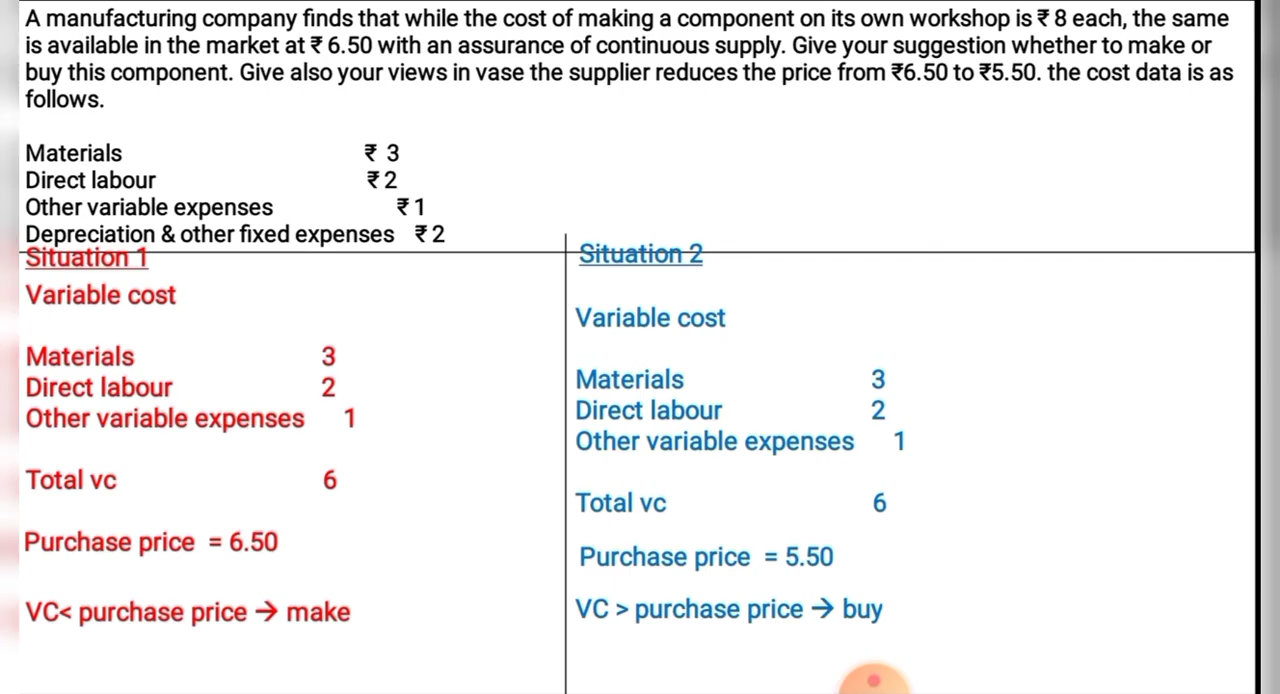 A manufacturing company finds that while the cost of making a component on its own workshop is ₹ 8 each, the same
is available in the market at ₹ 6.50 with an assurance of continuous supply. Give your suggestion whether to make or
buy this component. Give also your views in vase the supplier reduces the price from ₹6.50 to ₹5.50. the cost data is as
follows.
Materials ₹ 3
Direct labour ₹ 2
Other variable expenses ₹ 1
Depreciation & other fixed expenses ₹ 2
Situation 1
Variable cost
Materials 3
Direct labour 2
Other variable expenses 1
Total vc 6
Purchase price = 6.50
VC< purchase price → make
Situation 2
Variable cost
Materials 3
Direct labour 2
Other variable expenses 1
Total vc 6
Purchase price = 5.50
VC > purchase price → buy